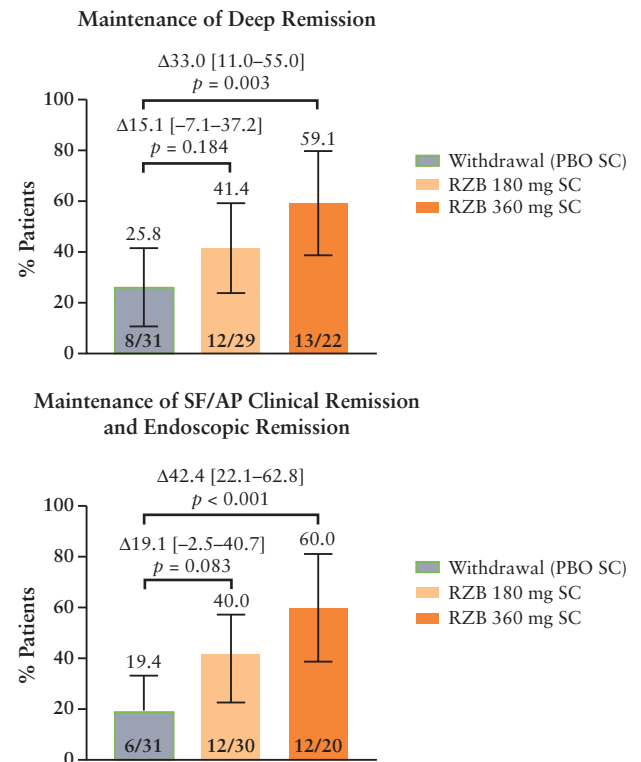 Maintenance of Deep Remission
Δ33.0 [11.0–55.0]
p = 0.003
100
Δ15.1 [–7.1–37.2]
p = 0.184
59.1
80
41.4
60
25.8
40
20
0
% Patients
8/31
12/29
13/22
Withdrawal (PBO SC)
RZB 180 mg SC
RZB 360 mg SC
Maintenance of SF/AP Clinical Remission
and Endoscopic Remission
Δ42.4 [22.1–62.8]
p < 0.001
100
Δ19.1 [–2.5–40.7]
p = 0.083
60.0
80
40.0
60
19.4
40
20
0
% Patients
6/31
12/30
12/20
Withdrawal (PBO SC)
RZB 180 mg SC
RZB 360 mg SC